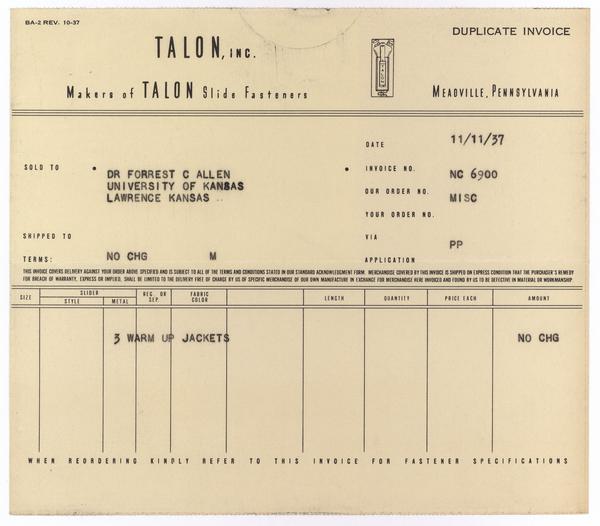 BA-2 REV. 10-37
DUPLICATE INVOICE
TALON, INC.
TALON
Makers of TALON Slide Fasteners
MEADVILLE, PENNSYLVANIA
DATE 11/11/37
SOLD TO • DR FORREST C ALLEN • INVOICE NO. NC 6900
UNIVERSITY OF KANSAS
LAWRENCE KANSAS ..
OUR ORDER NO. MISC
YOUR ORDER NO.
SHIPPED TO
VIA PP
TERMS: NO CHG M APPLICATION
THIS INVOICE COVERS DELIVERY AGAINST YOUR ORDER ABOVE SPECIFIED AND IS SUBJECT TO ALL OF THE TERMS AND CONDITIONS STATED IN OUR STANDARD ACKNOWLEDGMENT FORM. MERCHANDISE COVERED BY THIS INVOICE IS SHIPPED ON EXPRESS CONDITION THAT THE PURCHASER'S REMEDY
FOR BREACH OF WARRANTY, EXPRESS OR IMPLIED, SHALL BE LIMITED TO THE DELIVERY FREE OF CHARGE BY US OF SPECIFIC MERCHANDISE OF OUR OWN MANUFACTURE IN EXCHANGE FOR MERCHANDISE HERE INVOICED AND FOUND BY US TO BE DEFECTIVE IN MATERIAL OR WORKMANSHIP
SIZE SLIDER STYLE METAL REG. OR SEP. FABRIC COLOR LENGTH QUANTITY PRICE EACH AMOUNT
3 WARM UP JACKETS NO CHG
WHEN REORDERING KINDLY REFER TO THIS INVOICE FOR FASTENER SPECIFICATIONS